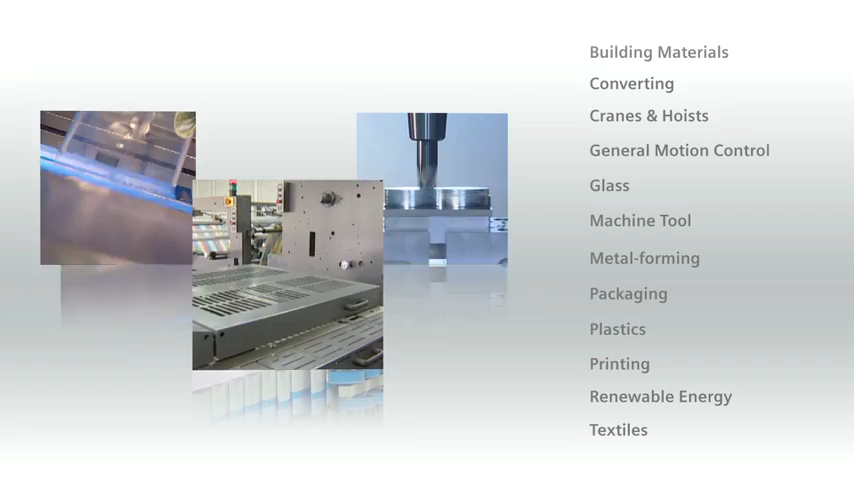 Building Materials
Converting
Cranes & Hoists
General Motion Control
Glass
Machine Tool
Metal-forming
Packaging
Plastics
Printing
Renewable Energy
Textiles